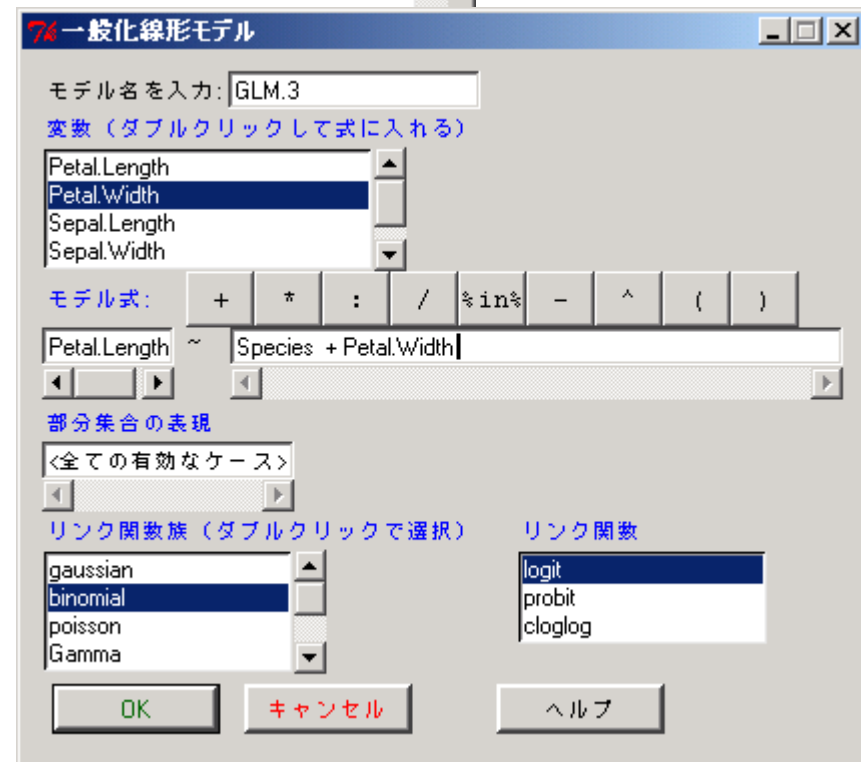 一般化線形モデル
モデル名を入力: GLM.3
変数（ダブルクリックして式に入れる）
Petal.Length
Petal.Width
Sepal.Length
Sepal.Width
モデル式: + * : / %in% - ^ ( )
Petal.Length ~ Species + Petal.Width
部分集合の表現
<全ての有効なケース>
リンク関数族（ダブルクリックで選択） リンク関数
gaussian logit
binomial probit
poisson cloglog
Gamma
OK キャンセル ヘルプ